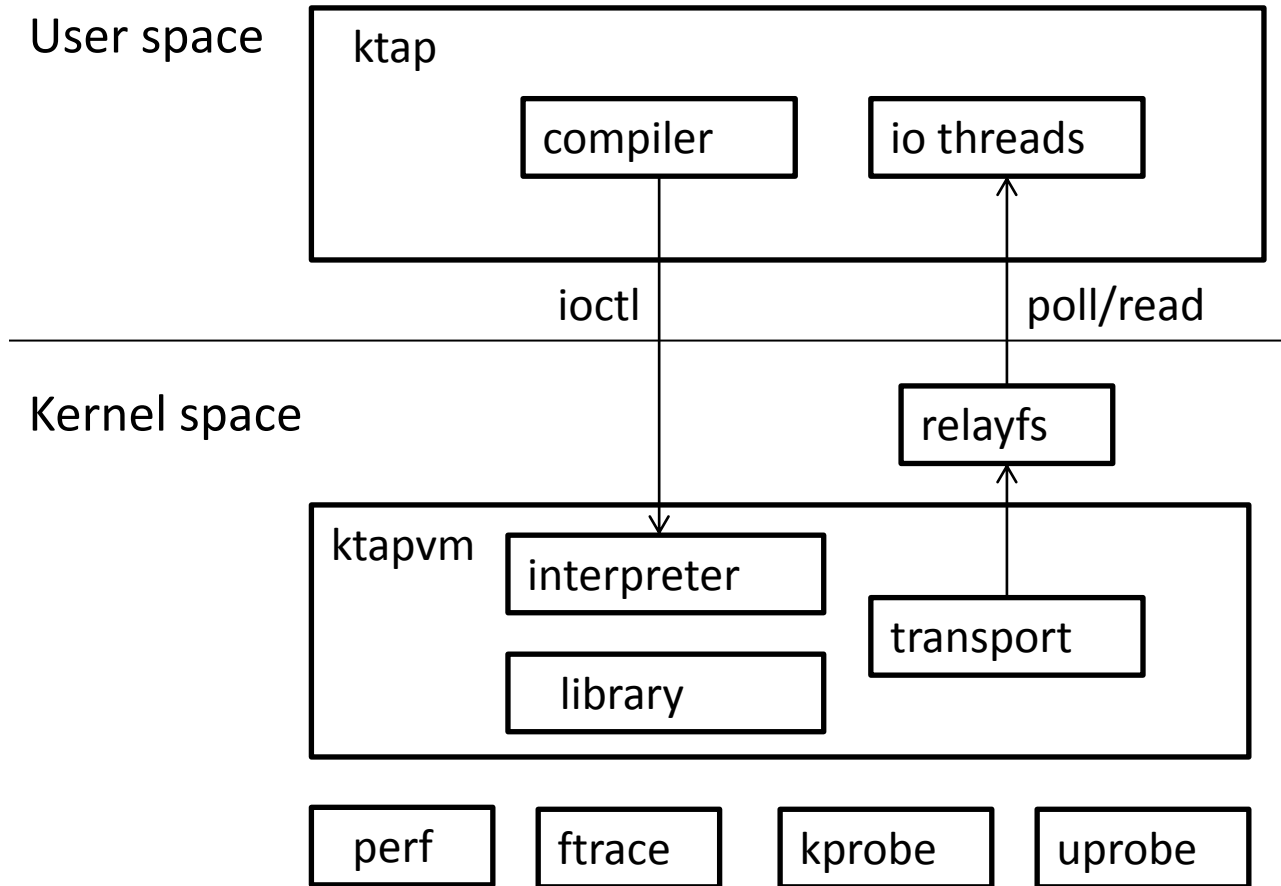 User space
ktap
compiler
io threads
ioctl
poll/read
Kernel space
relayfs
ktapvm
interpreter
transport
library
perf
ftrace
kprobe
uprobe